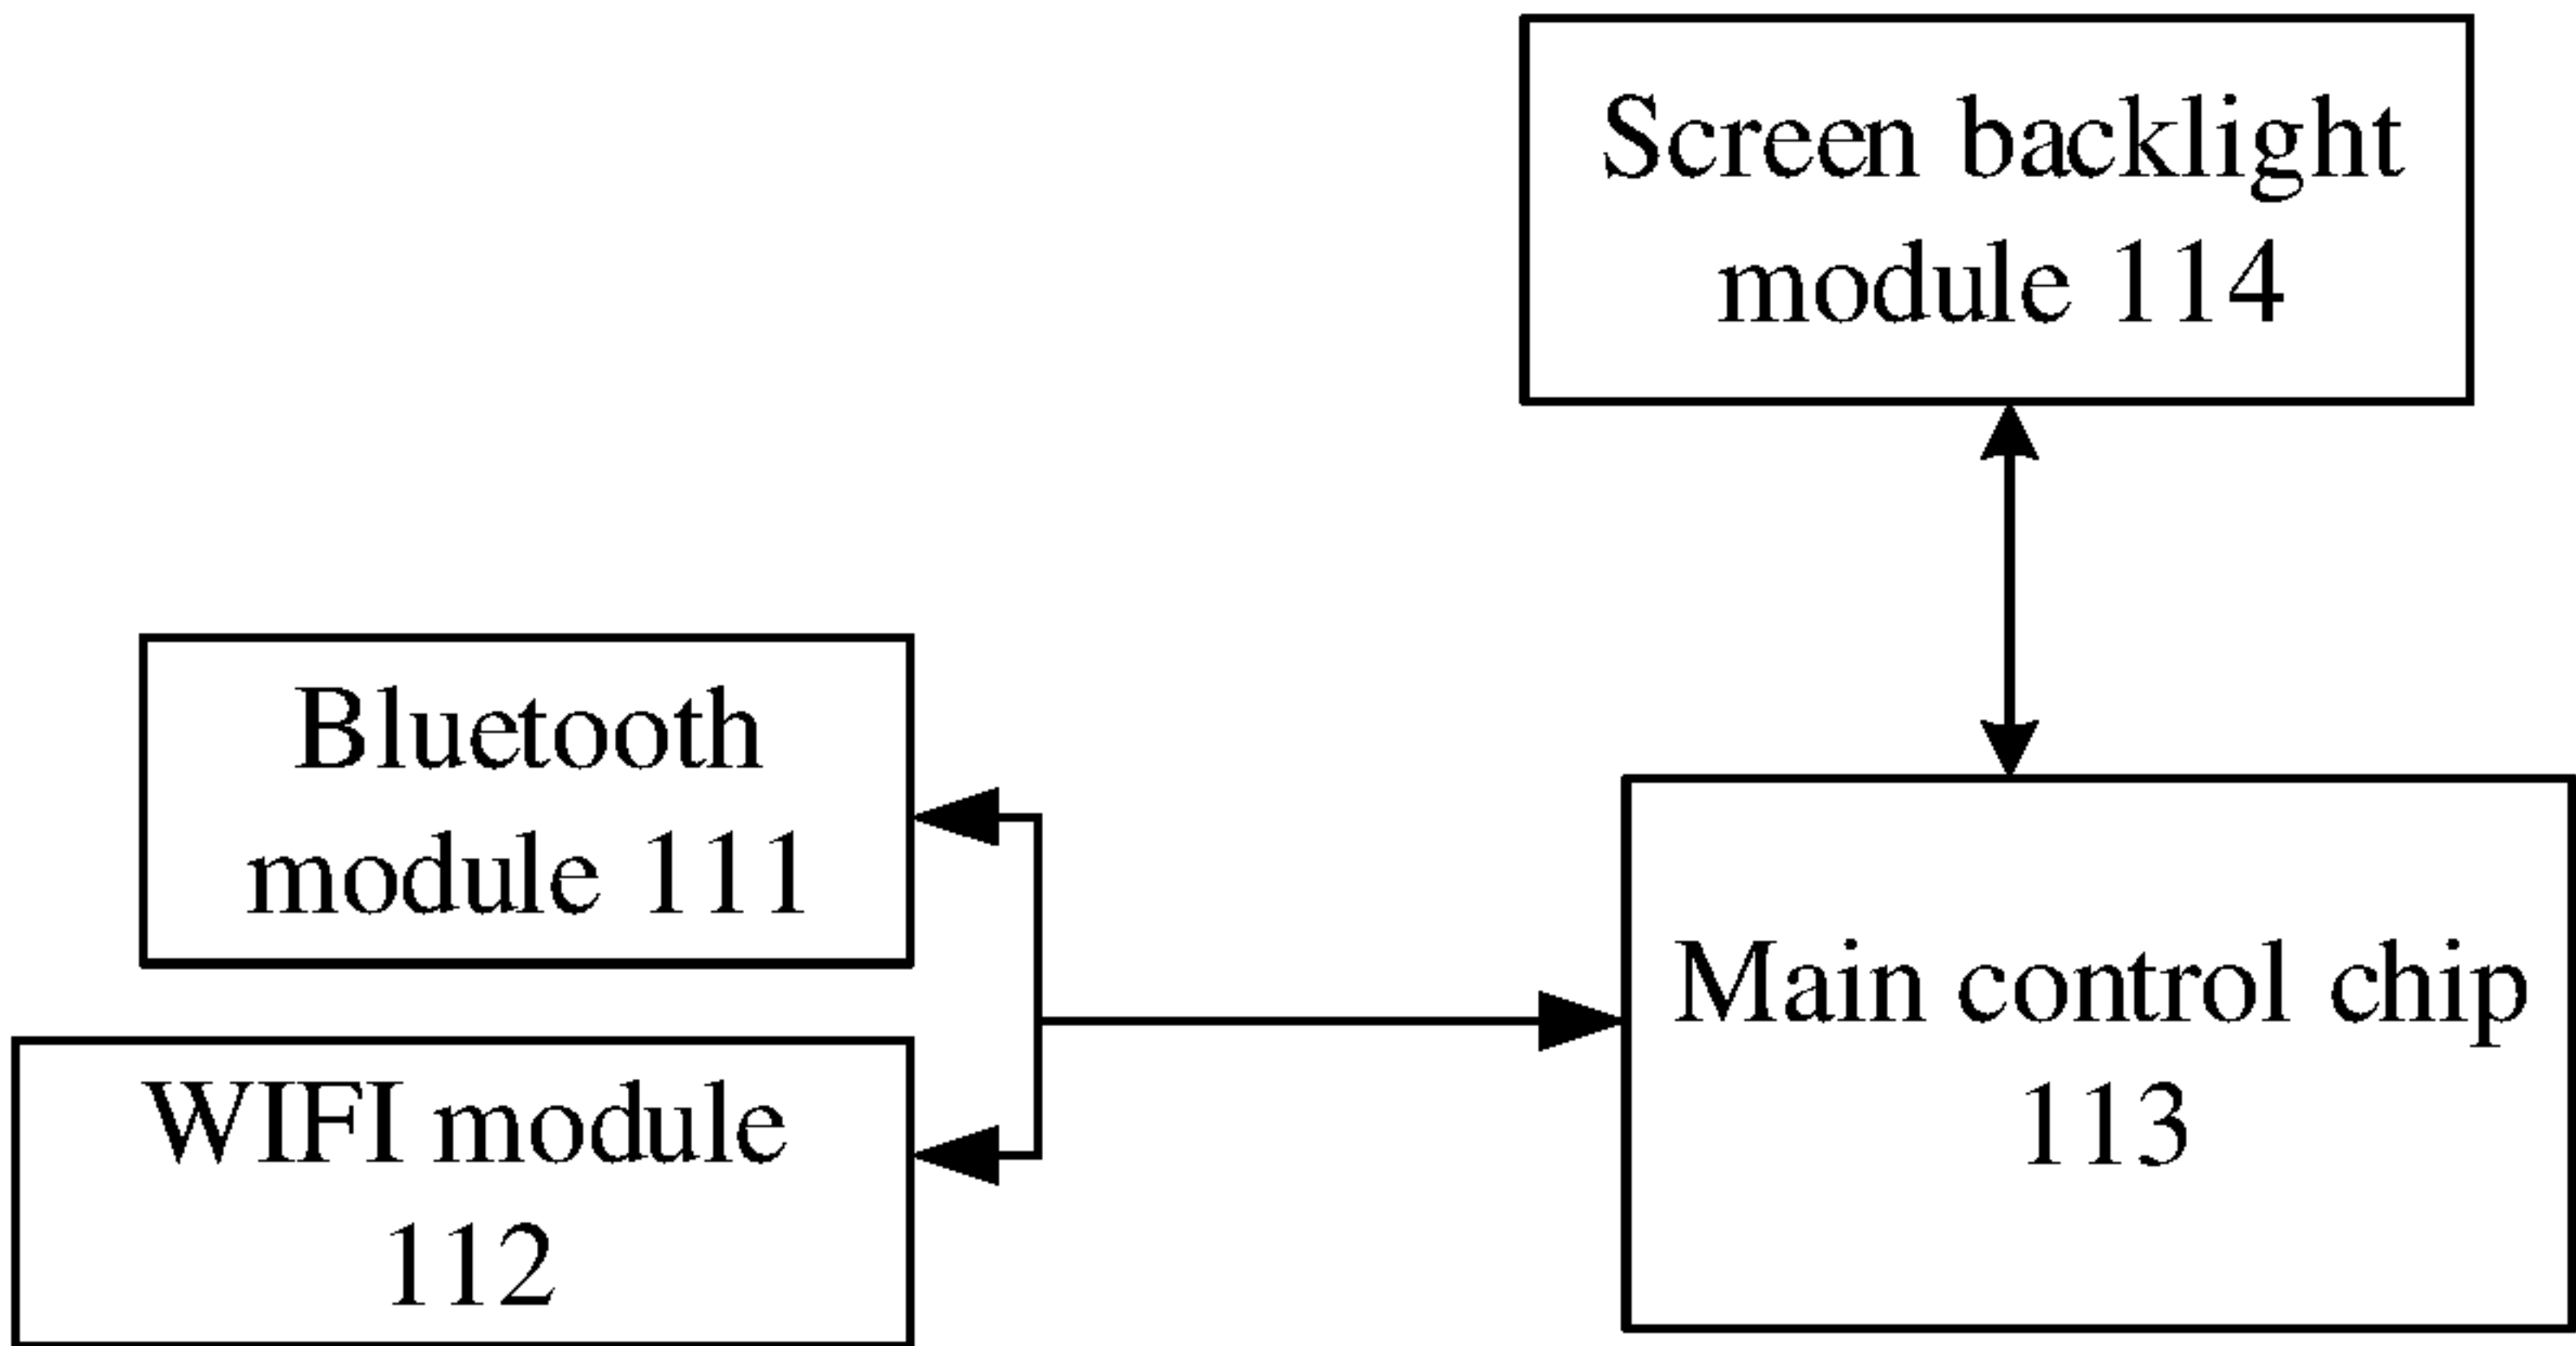 Screen backlight
module 114
Bluetooth
module 111
WIFI module
112
Main control chip
113